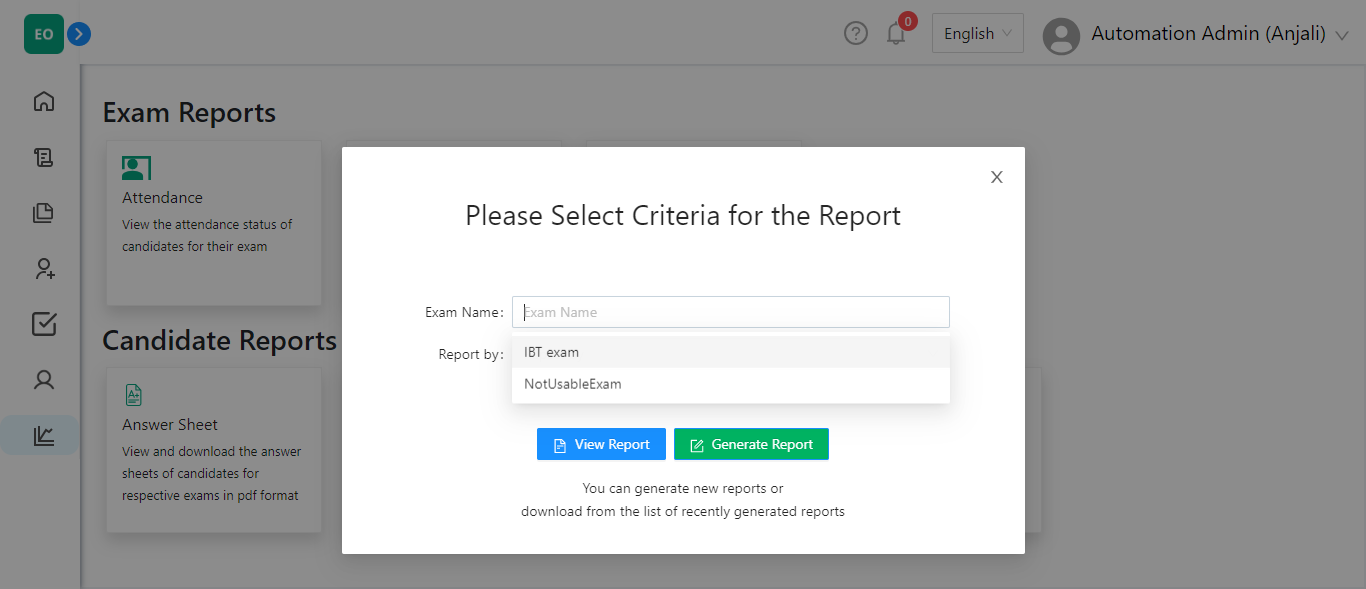 EO
0
English
Automation Admin (Anjali)
Exam Reports
Attendance
View the attendance status of
candidates for their exam
Candidate Reports
Answer Sheet
View and download the answer
sheets of candidates for
respective exams in pdf format
X
Please Select Criteria for the Report
Exam Name:
Exam Name
Report by:
IBT exam
NotUsableExam
View Report
Generate Report
You can generate new reports or
download from the list of recently generated reports